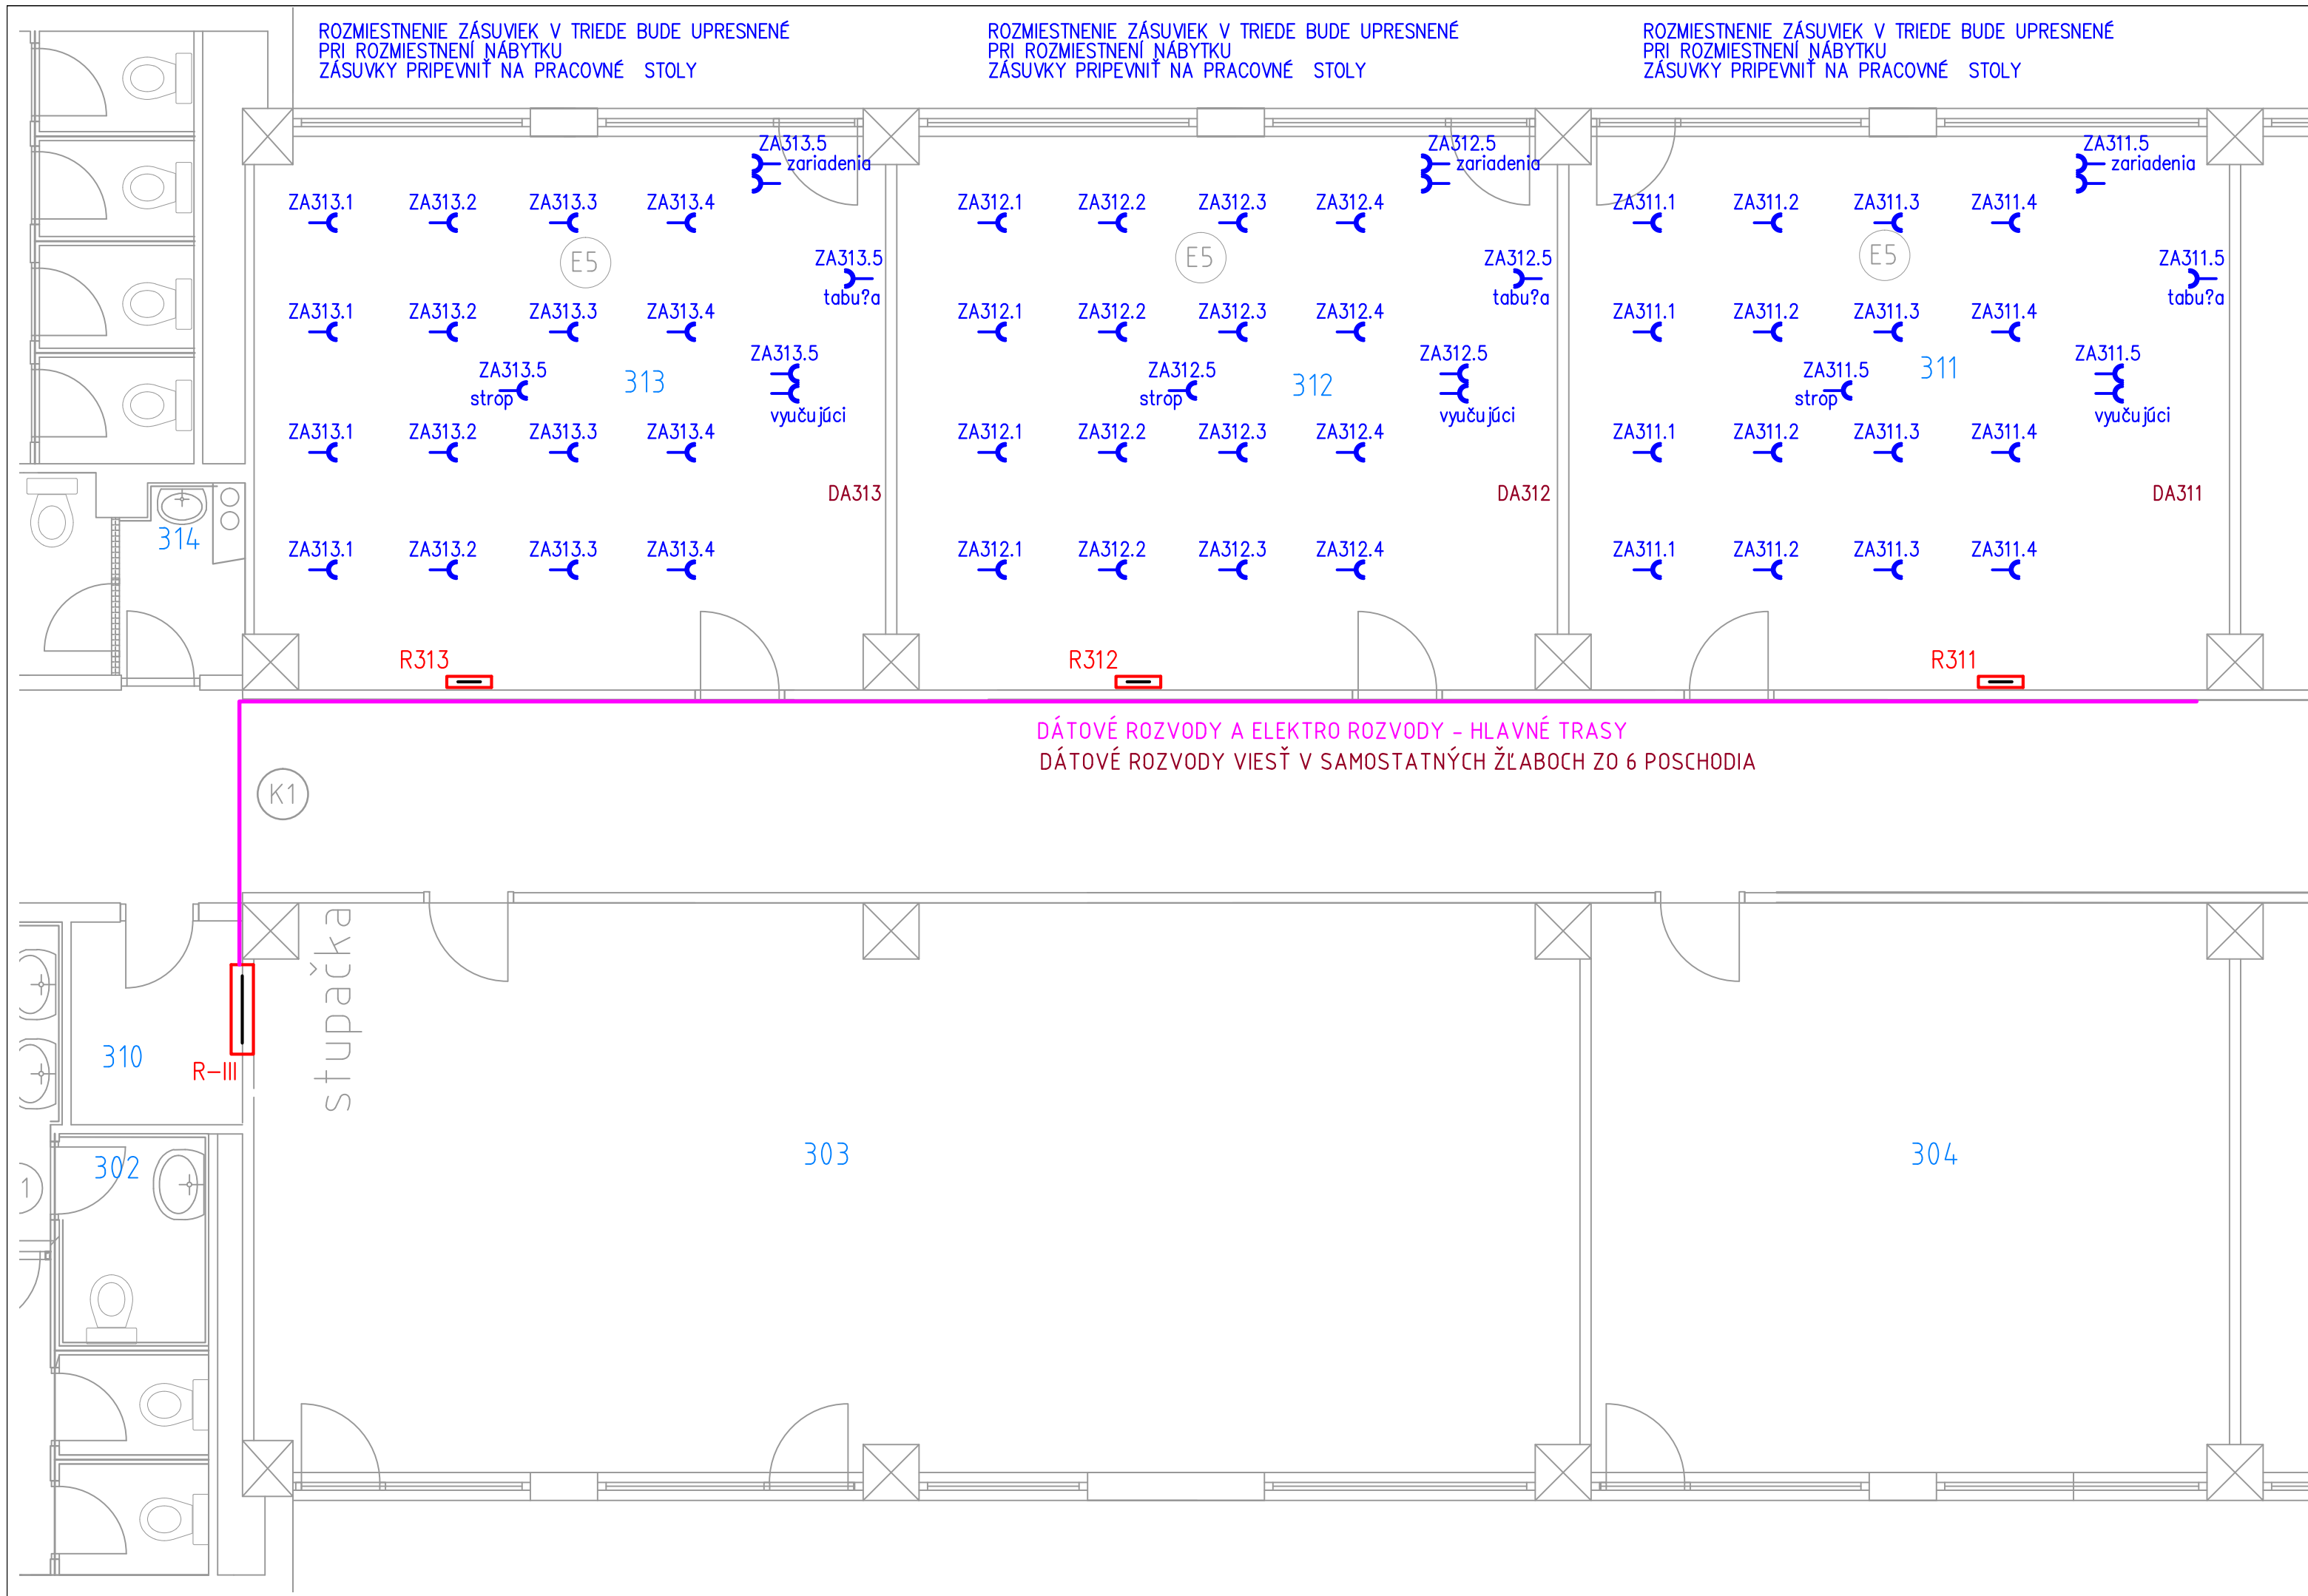 ROZMIESTNENIE ZÁSUVIEK V TRIEDE BUDE UPRESNENÉ
PRI ROZMIESTNENÍ NÁBYTKU
ZÁSUVKY PRIPEVNIŤ NA PRACOVNÉ STOLY
ROZMIESTNENIE ZÁSUVIEK V TRIEDE BUDE UPRESNENÉ
PRI ROZMIESTNENÍ NÁBYTKU
ZÁSUVKY PRIPEVNIŤ NA PRACOVNÉ STOLY
ROZMIESTNENIE ZÁSUVIEK V TRIEDE BUDE UPRESNENÉ
PRI ROZMIESTNENÍ NÁBYTKU
ZÁSUVKY PRIPEVNIŤ NA PRACOVNÉ STOLY
ZA313.5
zariadenia
ZA313.1 ZA313.2 ZA313.3 ZA313.4
E5
ZA313.5
tabu?a
ZA313.1 ZA313.2 ZA313.3 ZA313.4
ZA313.5
strop
313
ZA313.5
vyučujúci
ZA313.1 ZA313.2 ZA313.3 ZA313.4
DA313
ZA313.1 ZA313.2 ZA313.3 ZA313.4
R313
ZA312.5
zariadenia
ZA312.1 ZA312.2 ZA312.3 ZA312.4
E5
ZA312.5
tabu?a
ZA312.1 ZA312.2 ZA312.3 ZA312.4
ZA312.5
strop
312
ZA312.5
vyučujúci
ZA312.1 ZA312.2 ZA312.3 ZA312.4
DA312
ZA312.1 ZA312.2 ZA312.3 ZA312.4
R312
ZA311.5
zariadenia
ZA311.1 ZA311.2 ZA311.3 ZA311.4
E5
ZA311.5
tabu?a
ZA311.1 ZA311.2 ZA311.3 ZA311.4
ZA311.5
strop
311
ZA311.5
vyučujúci
ZA311.1 ZA311.2 ZA311.3 ZA311.4
DA311
ZA311.1 ZA311.2 ZA311.3 ZA311.4
R311
314
DÁTOVÉ ROZVODY A ELEKTRO ROZVODY - HLAVNÉ TRASY
DÁTOVÉ ROZVODY VIESŤ V SAMOSTATNÝCH ŽĽABOCH ZO 6 POSCHODIA
K1
stupačka
310
R-III
302
1
303
304